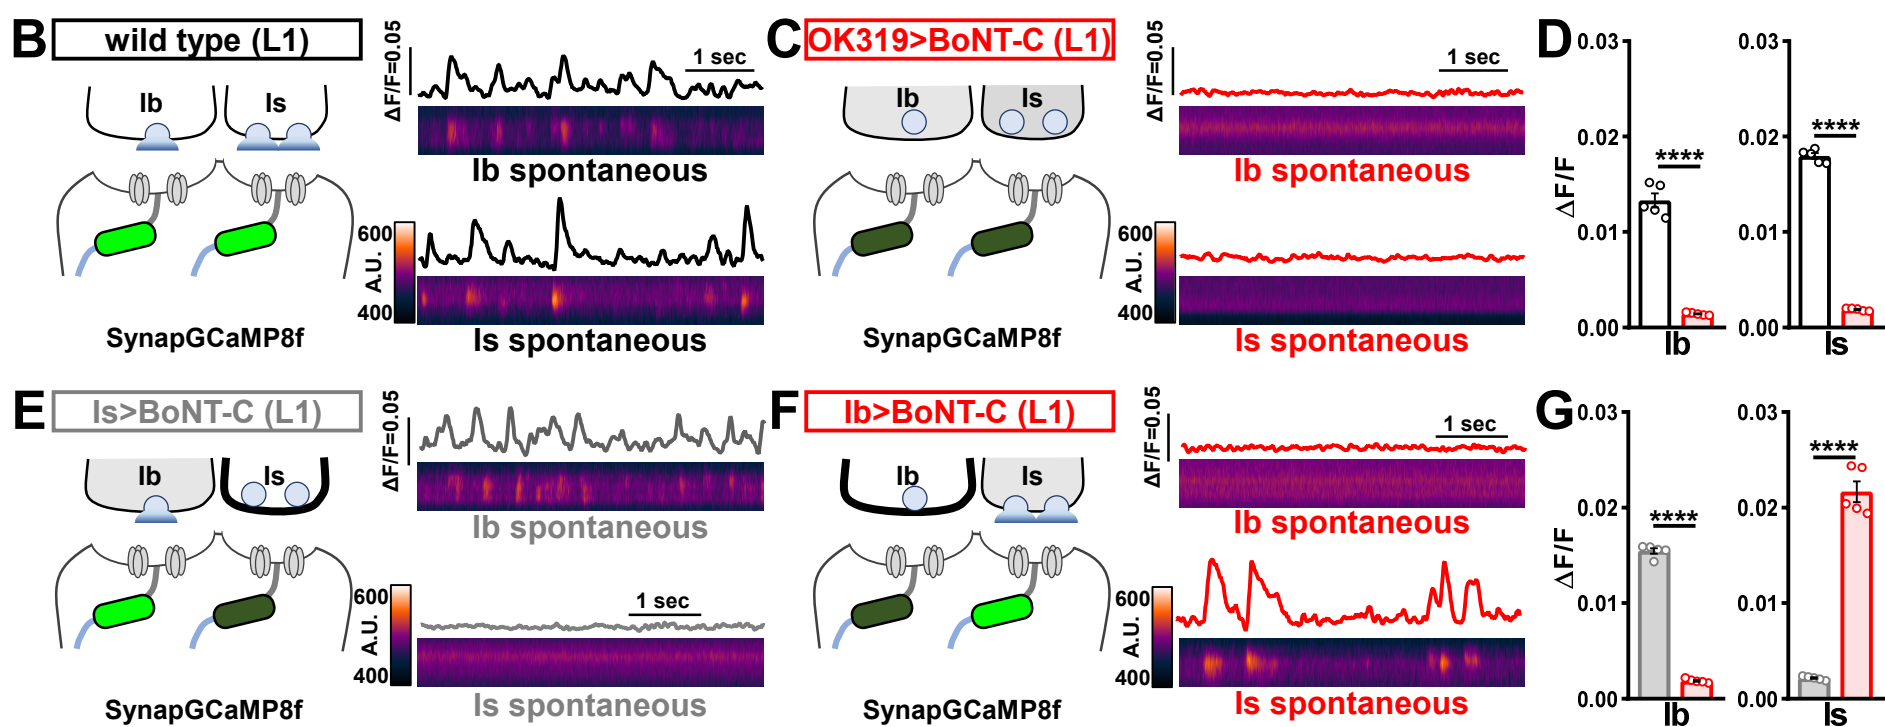 B
wild type (L1)
Ib
Is
SynapGCaMP8f
ΔF/F=0.05
1 sec
Ib spontaneous
600
A.U.
400
Is spontaneous
C
OK319>BoNT-C (L1)
Ib
Is
SynapGCaMP8f
ΔF/F=0.05
1 sec
Ib spontaneous
600
A.U.
400
Is spontaneous
D
ΔF/F
0.03
0.02
0.01
0.00
****
Ib
0.03
0.02
0.01
0.00
****
Is
E
Is>BoNT-C (L1)
Ib
Is
SynapGCaMP8f
ΔF/F=0.05
Ib spontaneous
1 sec
600
A.U.
400
Is spontaneous
F
Ib>BoNT-C (L1)
Ib
Is
SynapGCaMP8f
ΔF/F=0.05
1 sec
Ib spontaneous
600
A.U.
400
Is spontaneous
G
ΔF/F
0.03
0.02
0.01
0.00
****
Ib
0.03
0.02
0.01
0.00
****
Is